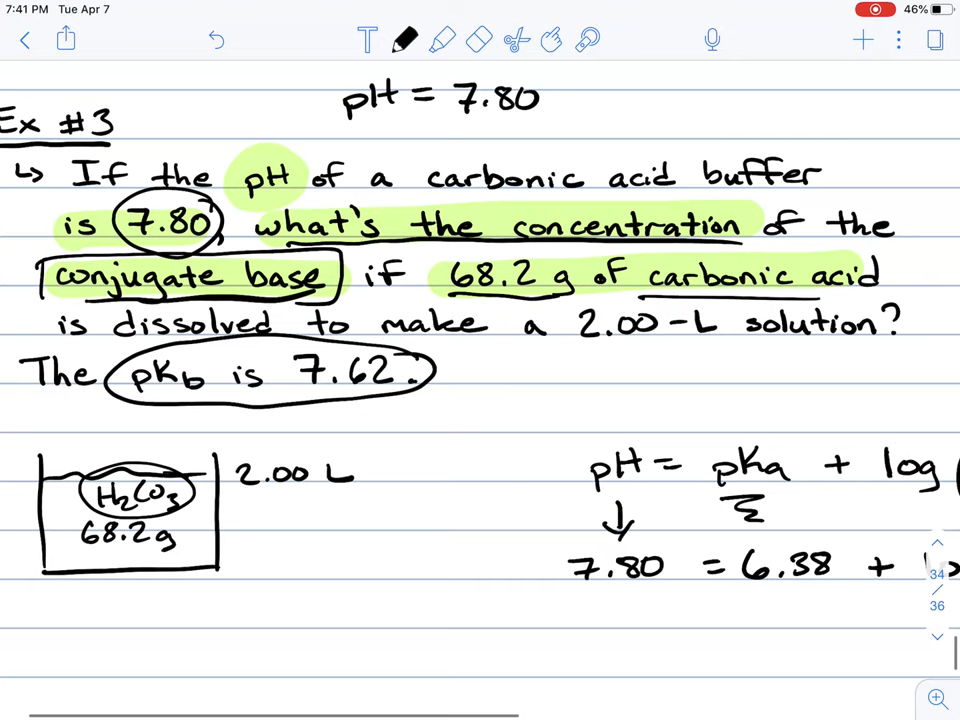 7:41 PM Tue Apr 7
46%
T
pH = 7.80
Ex #3
↳ If the pH of a carbonic acid buffer
is 7.80, what's the concentration of the
conjugate base if 68.2 g of carbonic acid
is dissolved to make a 2.00-L solution?
The pKb is 7.62.
H₂CO₃
68.2 g
2.00 L
pH = pKa + log (
↓
7.80 = 6.38 +
34
/
36